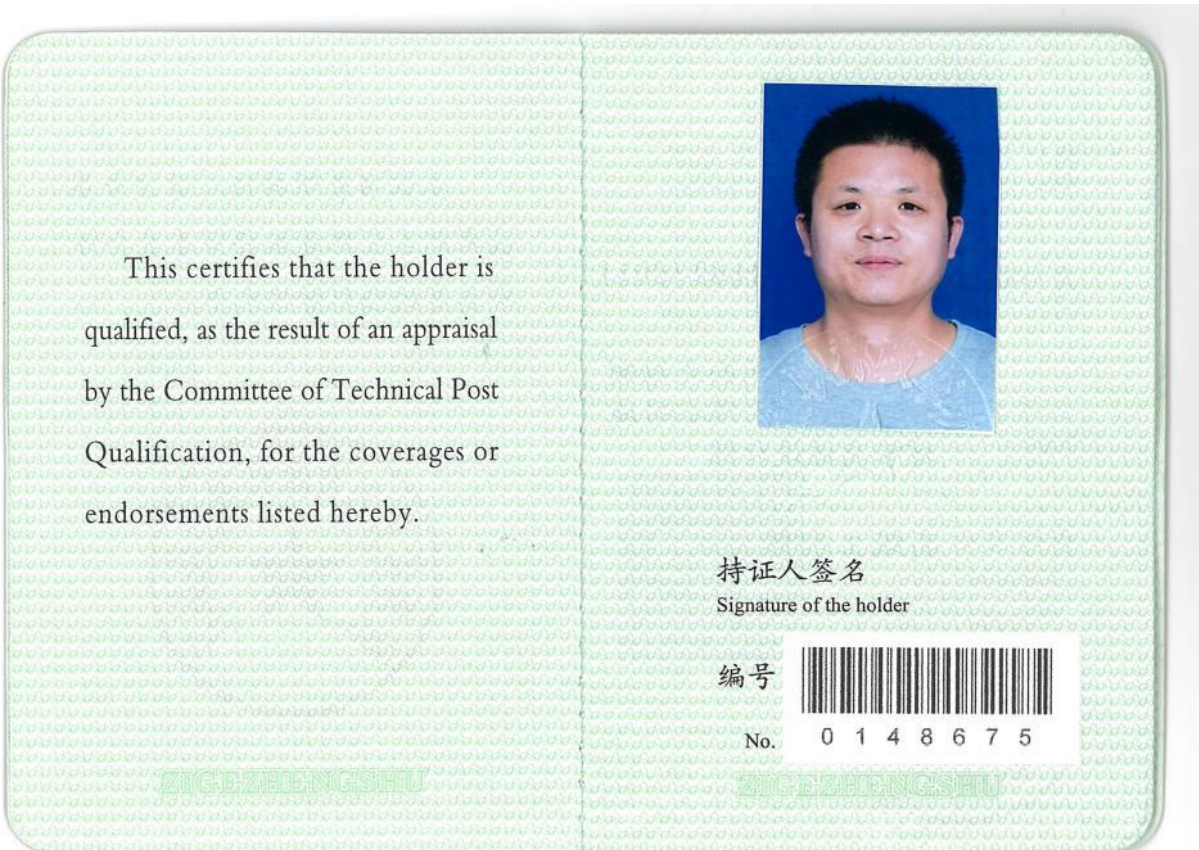 This certifies that the holder is
qualified, as the result of an appraisal
by the Committee of Technical Post
Qualification, for the coverages or
endorsements listed hereby.
ZIGEZHENGSHU
持证人签名
Signature of the holder
编号
No.
0148675
ZIGEZHENGSHU